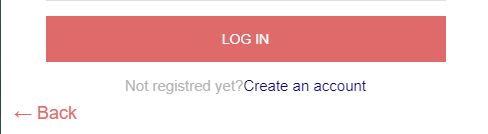 LOG IN
Not registred yet?Create an account
← Back